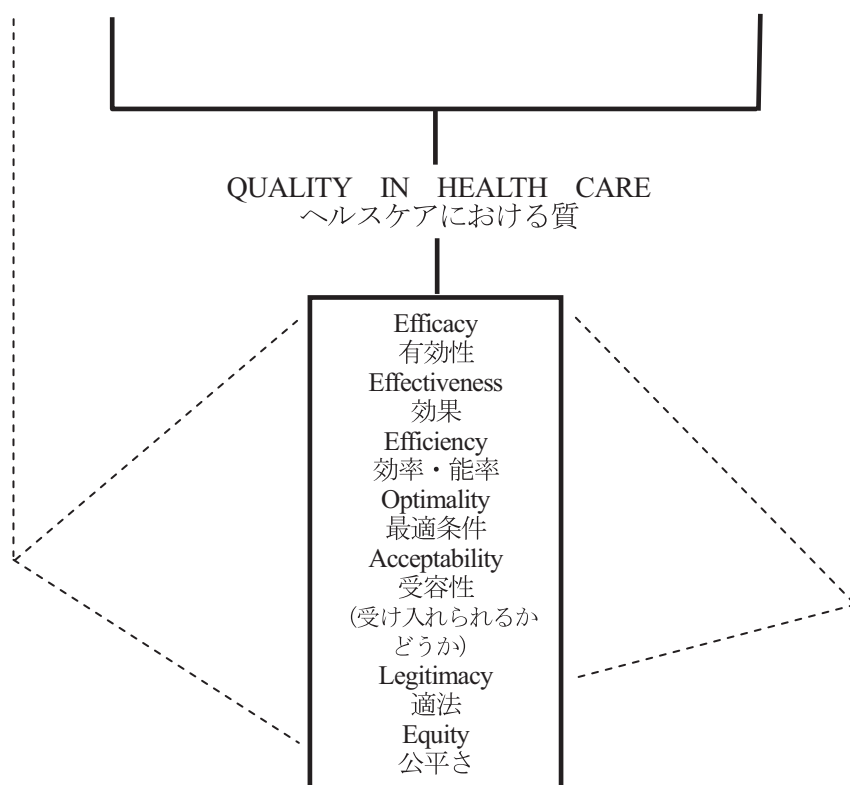 QUALITY IN HEALTH CARE
ヘルスケアにおける質
Efficacy
有効性
Effectiveness
効果
Efficiency
効率・能率
Optimality
最適条件
Acceptability
受容性
(受け入れられるか
どうか)
Legitimacy
適法
Equity
公平さ